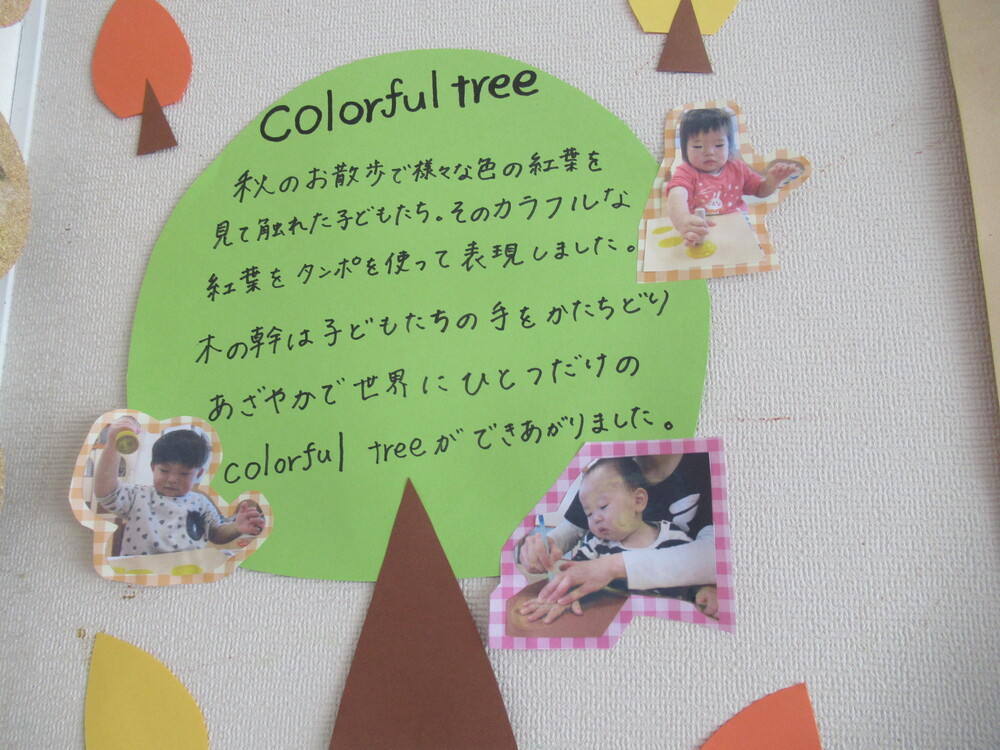 Colorful tree
秋のお散歩で様々な色の紅葉を
見て触れた子どもたち。そのカラフルな
紅葉をタンポを使って表現しました。
木の幹は子どもたちの手をかたちどり
あざやかで世界にひとつだけの
colorful treeができあがりました。